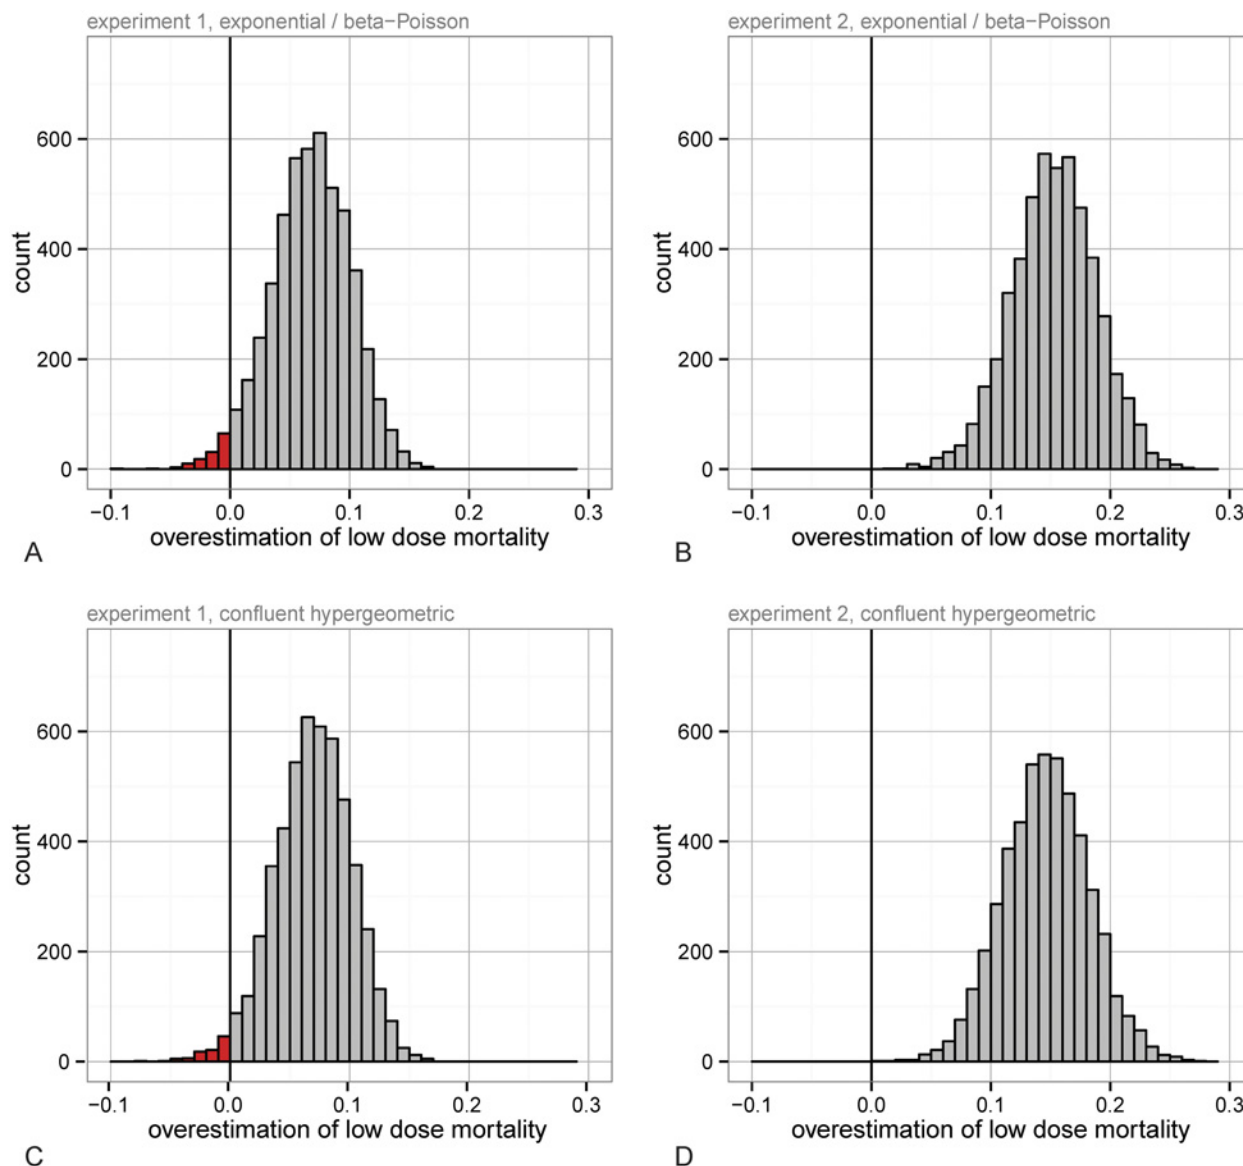 experiment 1, exponential / beta−Poisson
count
600
400
200
0
−0.1
0.0
0.1
0.2
0.3
overestimation of low dose mortality
A
experiment 2, exponential / beta−Poisson
count
600
400
200
0
−0.1
0.0
0.1
0.2
0.3
overestimation of low dose mortality
B
experiment 1, confluent hypergeometric
count
600
400
200
0
−0.1
0.0
0.1
0.2
0.3
overestimation of low dose mortality
C
experiment 2, confluent hypergeometric
count
600
400
200
0
−0.1
0.0
0.1
0.2
0.3
overestimation of low dose mortality
D